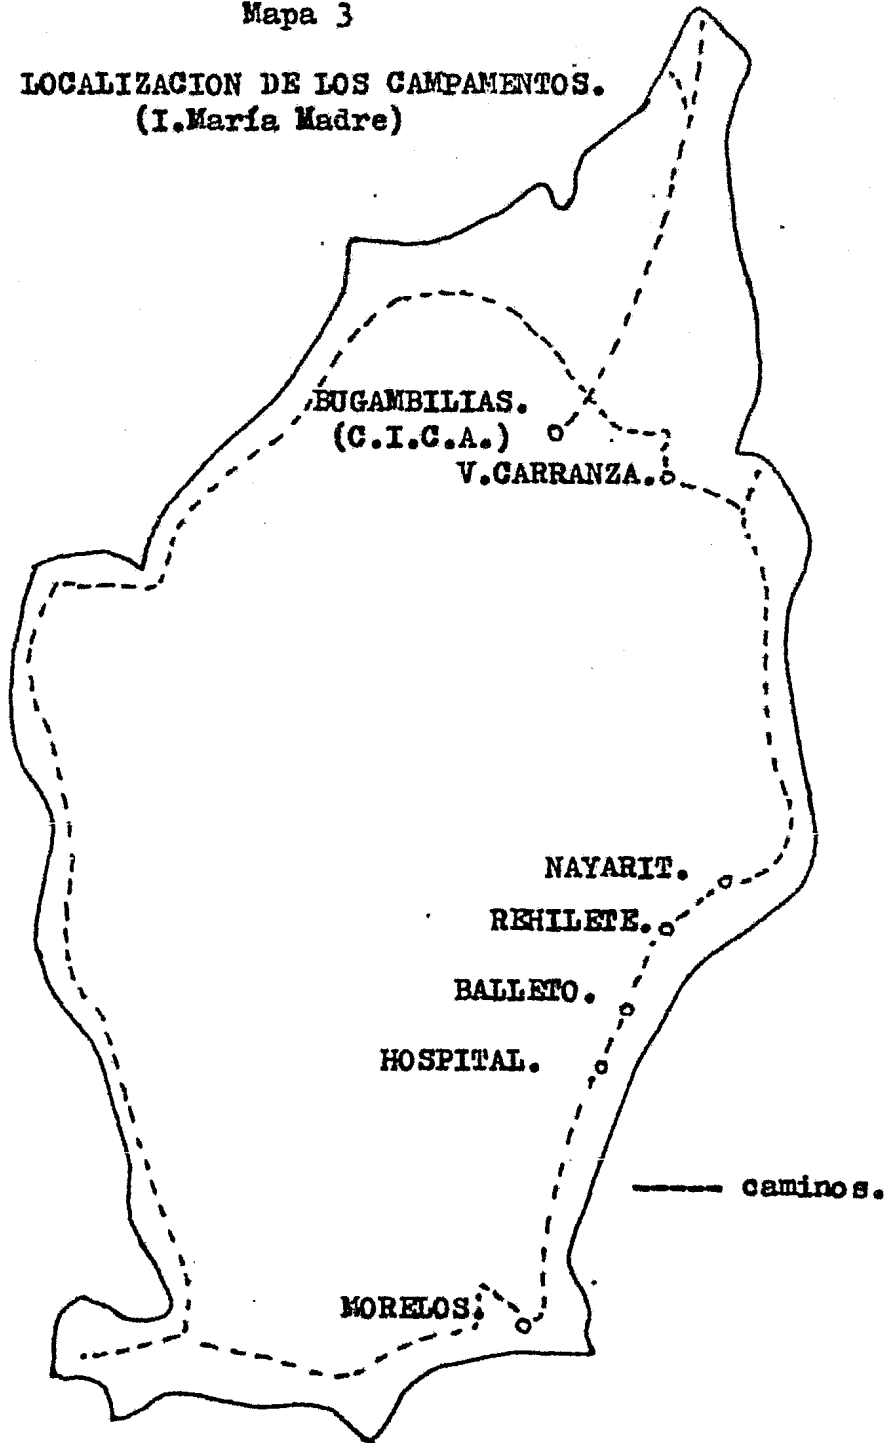 Mapa 3
LOCALIZACION DE LOS CAMPAMENTOS.
(I.María Madre)
BUGAMBILIAS.
(C.I.C.A.)
V.CARRANZA.
NAYARIT.
REHILETE.
BALLETO.
HOSPITAL.
caminos.
MORELOS.